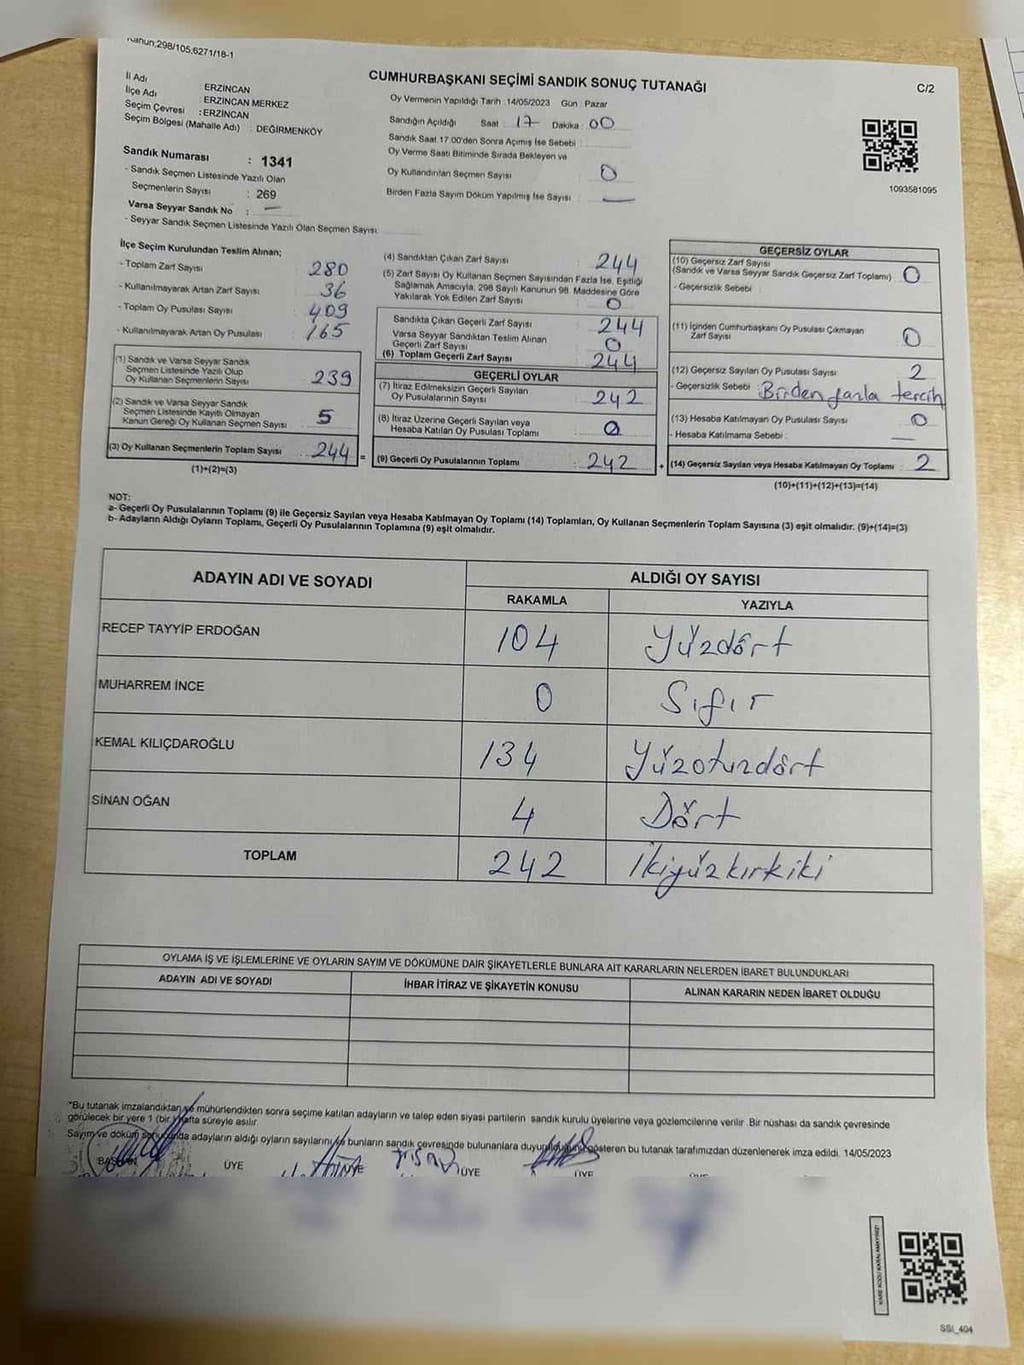 Kanun,298/105,6271/18-1
CUMHURBAŞKANI SEÇİMİ SANDIK SONUÇ TUTANAĞI
C/2
İl Adı : ERZİNCAN
İlçe Adı : ERZİNCAN MERKEZ
Seçim Çevresi : ERZİNCAN
Seçim Bölgesi (Mahalle Adı) : DEĞİRMENKÖY
Sandık Numarası : 1341
- Sandık Seçmen Listesinde Yazılı Olan
Seçmenlerin Sayısı : 269
Varsa Seyyar Sandık No : —
- Seyyar Sandık Seçmen Listesinde Yazılı Olan Seçmen Sayısı:
Oy Vermenin Yapıldığı Tarih : 14/05/2023 Gün : Pazar
Sandığın Açıldığı Saat : 17 Dakika : 00
Sandık Saat 17.00'den Sonra Açımış İse Sebebi :
Oy Verme Saati Bitiminde Sırada Bekleyen ve
Oy Kullandırılan Seçmen Sayısı : 0
Birden Fazla Sayım Döküm Yapılmış İse Sayısı : —
1093581095
İlçe Seçim Kurulundan Teslim Alınan;
- Toplam Zarf Sayısı : 280
- Kullanılmayarak Artan Zarf Sayısı : 36
- Toplam Oy Pusulası Sayısı : 409
- Kullanılmayarak Artan Oy Pusulası : 165
(1) Sandık ve Varsa Seyyar Sandık
Seçmen Listesinde Yazılı Olup
Oy Kullanan Seçmenlerin Sayısı : 239
(2) Sandık ve Varsa Seyyar Sandık
Seçmen Listesinde Kayıtlı Olmayan
Kanun Gereği Oy Kullanan Seçmen Sayısı : 5
(3) Oy Kullanan Seçmenlerin Toplam Sayısı : 244
(1)+(2)=(3)
(4) Sandıktan Çıkan Zarf Sayısı : 244
(5) Zarf Sayısı Oy Kullanan Seçmen Sayısından Fazla İse, Eşitliği
Sağlamak Amacıyla, 298 Sayılı Kanunun 98. Maddesine Göre
Yakılarak Yok Edilen Zarf Sayısı : 0
Sandıkta Çıkan Geçerli Zarf Sayısı : 244
Varsa Seyyar Sandıktan Teslim Alınan
Geçerli Zarf Sayısı : 0
(6) Toplam Geçerli Zarf Sayısı : 244
GEÇERLİ OYLAR
(7) İtiraz Edilmeksizin Geçerli Sayılan
Oy Pusulalarının Sayısı : 242
(8) İtiraz Üzerine Geçerli Sayılan veya
Hesaba Katılan Oy Pusulası Toplamı : 0
= (9) Geçerli Oy Pusulalarının Toplamı : 242
GEÇERSİZ OYLAR
(10) Geçersiz Zarf Sayısı
(Sandık ve Varsa Seyyar Sandık Geçersiz Zarf Toplamı) : 0
- Geçersizlik Sebebi :
(11) İçinden Cumhurbaşkanı Oy Pusulası Çıkmayan
Zarf Sayısı : 0
(12) Geçersiz Sayılan Oy Pusulası Sayısı : 2
- Geçersizlik Sebebi : Birden fazla tercih
(13) Hesaba Katılmayan Oy Pusulası Sayısı : 0
- Hesaba Katılmama Sebebi : —
+ (14) Geçersiz Sayılan veya Hesaba Katılmayan Oy Toplamı : 2
(10)+(11)+(12)+(13)=(14)
NOT:
a- Geçerli Oy Pusulalarının Toplamı (9) ile Geçersiz Sayılan veya Hesaba Katılmayan Oy Toplamı (14) Toplamları, Oy Kullanan Seçmenlerin Toplam Sayısına (3) eşit olmalıdır. (9)+(14)=(3)
b- Adayların Aldığı Oyların Toplamı, Geçerli Oy Pusulalarının Toplamına (9) eşit olmalıdır.
ADAYIN ADI VE SOYADI ALDIĞI OY SAYISI
RAKAMLA YAZIYLA
RECEP TAYYİP ERDOĞAN 104 Yüzdört
MUHARREM İNCE 0 Sıfır
KEMAL KILIÇDAROĞLU 134 Yüzotuzdört
SİNAN OĞAN 4 Dört
TOPLAM 242 İkiyüzkırkiki
OYLAMA İŞ VE İŞLEMLERİNE VE OYLARIN SAYIM VE DÖKÜMÜNE DAİR ŞİKAYETLERLE BUNLARA AİT KARARLARIN NELERDEN İBARET BULUNDUKLARI
ADAYIN ADI VE SOYADI İHBAR İTİRAZ VE ŞİKAYETİN KONUSU ALINAN KARARIN NEDEN İBARET OLDUĞU
"Bu tutanak imzalandıktan ve mühürlendikten sonra seçime katılan adayların ve talep eden siyasi partilerin sandık kurulu üyelerine veya gözlemcilerine verilir. Bir nüshası da sandık çevresinde
görülecek bir yere 1 (bir) hafta süreyle asılır.
Sayım ve döküm sonucunda adayların aldığı oyların sayılarını ve bunların sandık çevresinde bulunanlara duyurulduğunu gösteren bu tutanak tarafımızdan düzenlenerek imza edildi. 14/05/2023
BAŞKAN ÜYE ÜYE ÜYE ÜYE ÜYE
SSI_404